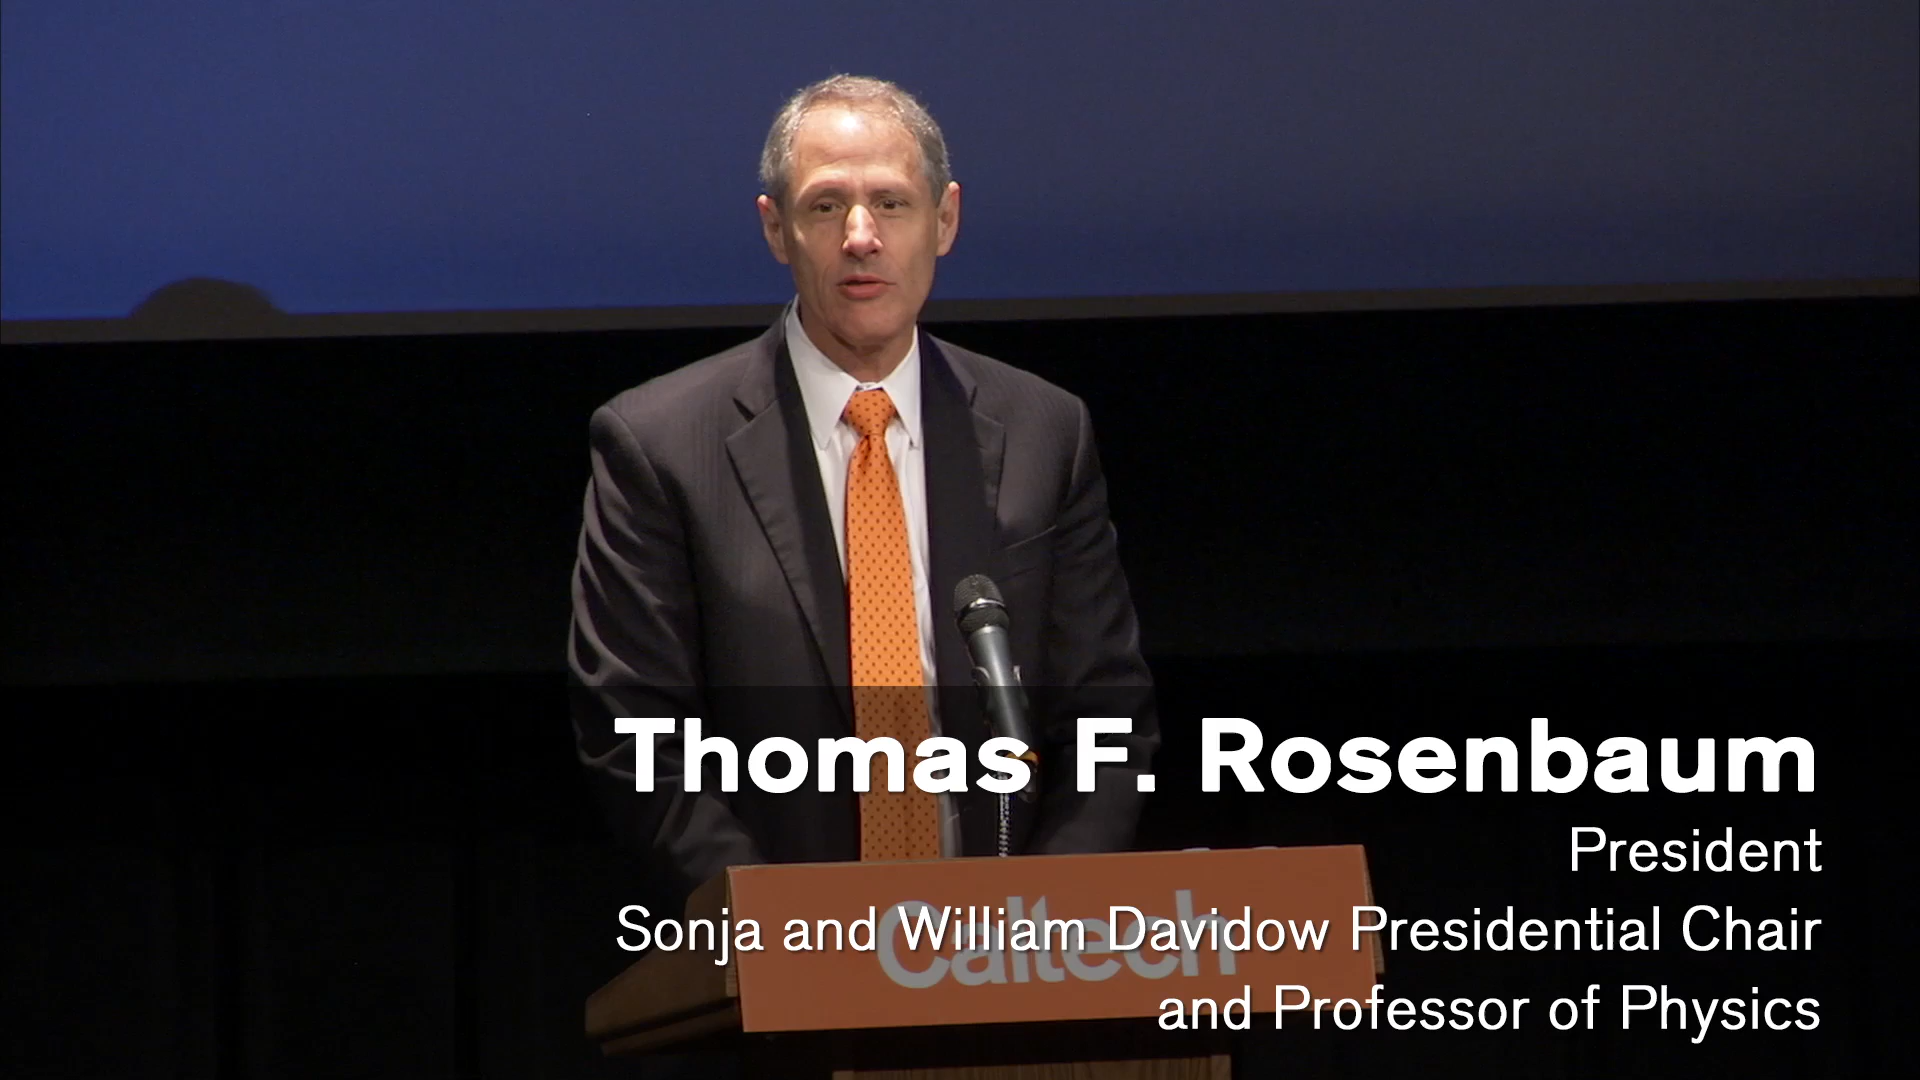 Thomas F. Rosenbaum
President
Sonja and William Davidow Presidential Chair
and Professor of Physics
Caltech